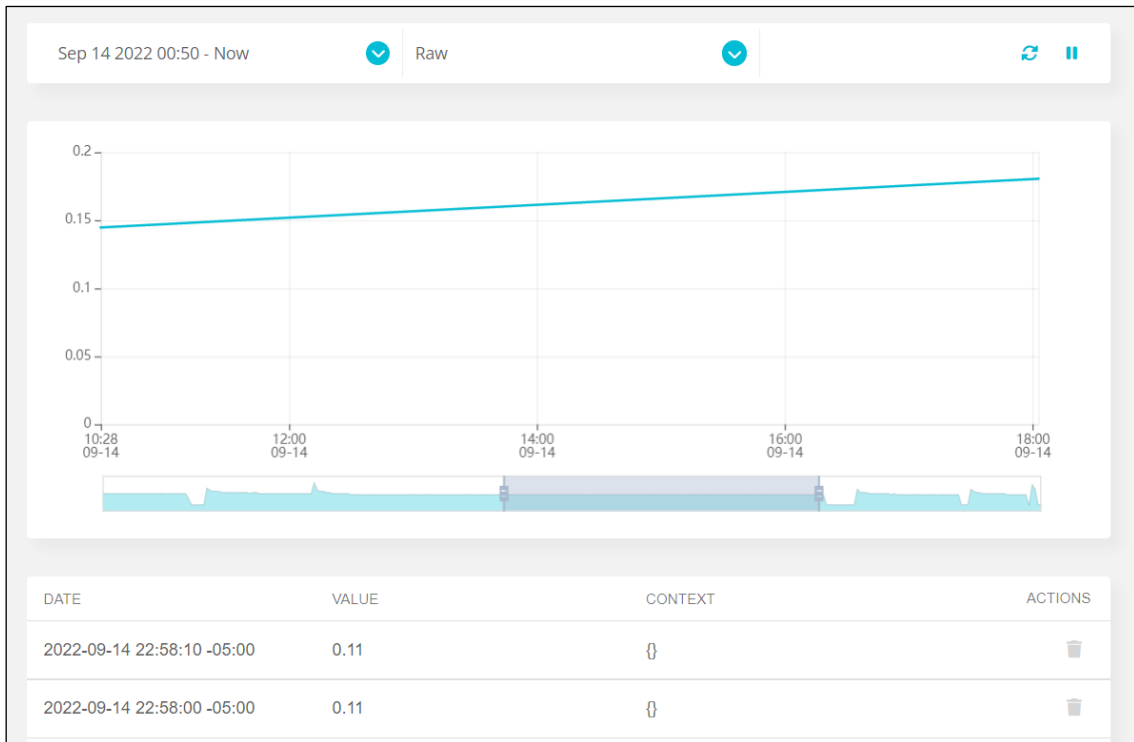 Sep 14 2022 00:50 - Now Raw
0.2
0.15
0.1
0.05
0
10:28 12:00 14:00 16:00 18:00
09-14 09-14 09-14 09-14 09-14
DATE VALUE CONTEXT ACTIONS
2022-09-14 22:58:10 -05:00 0.11 {}
2022-09-14 22:58:00 -05:00 0.11 {}